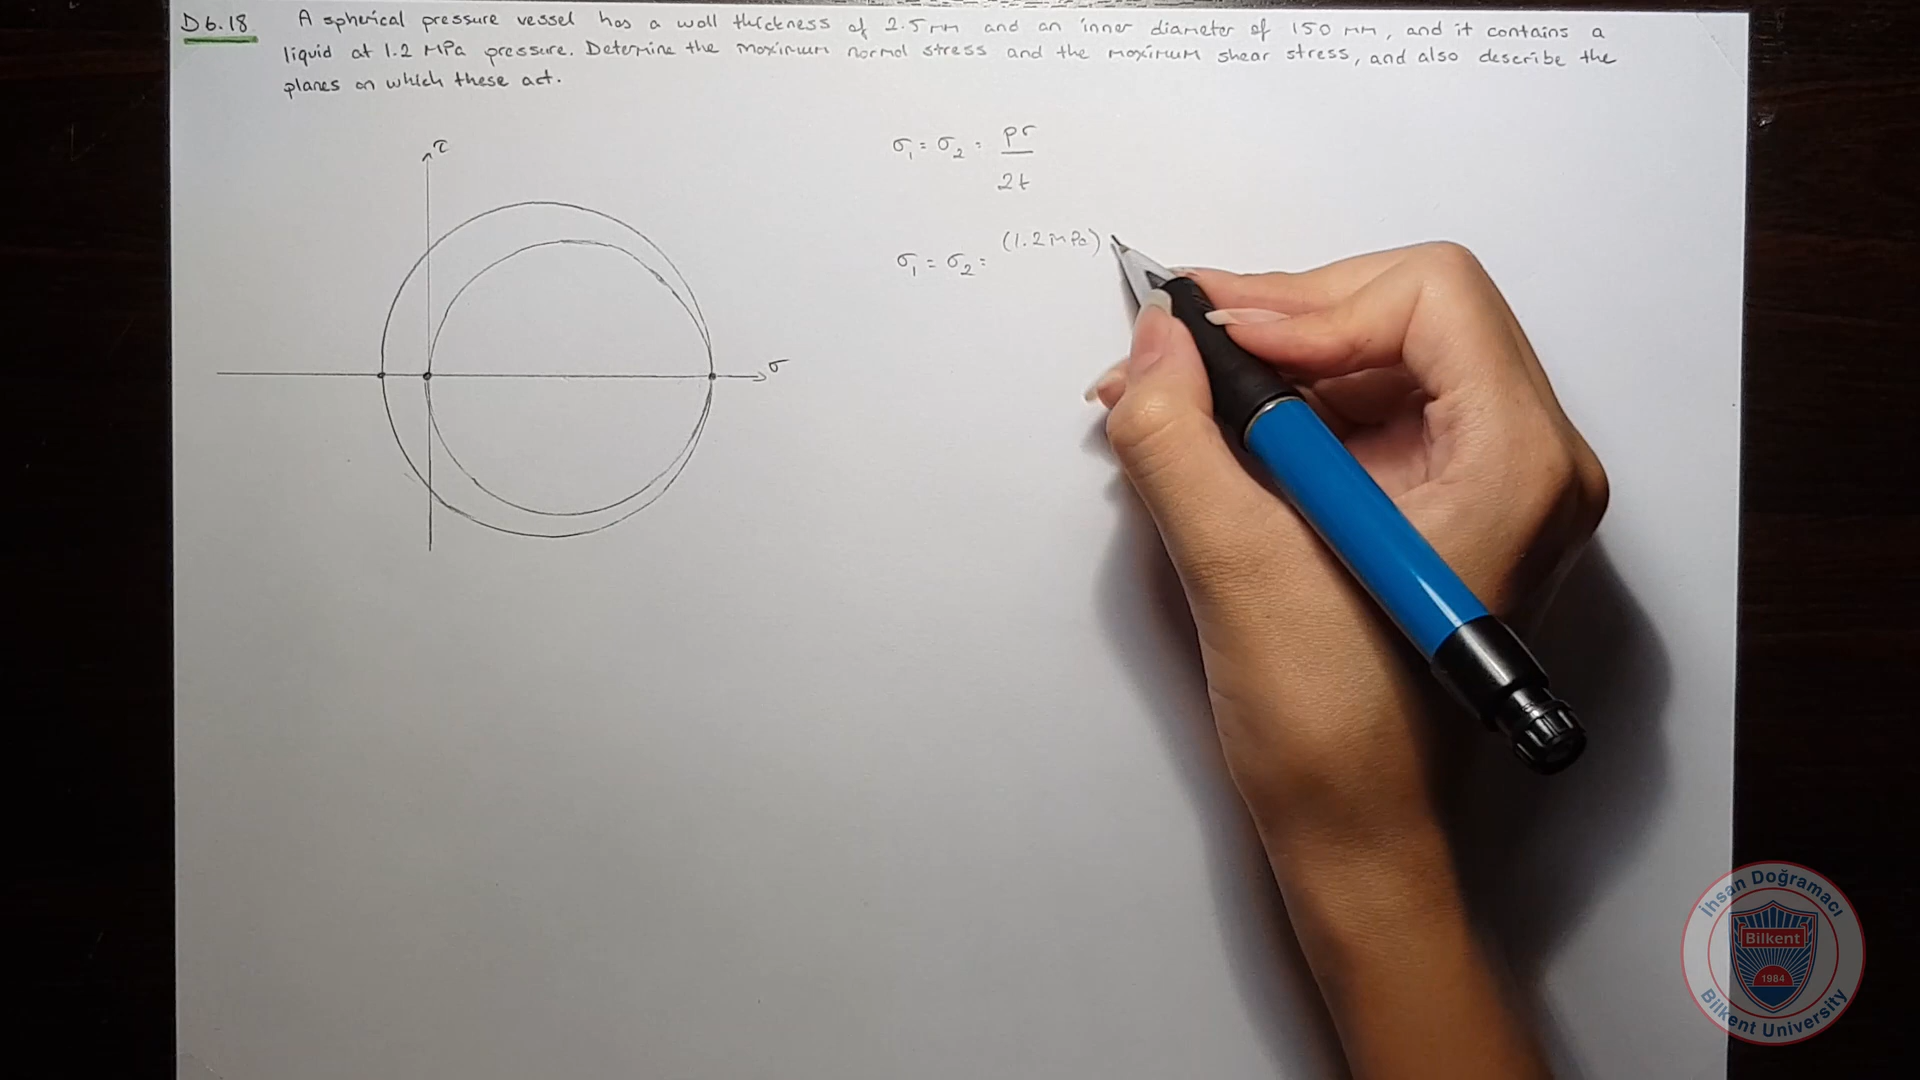 D6.18 A spherical pressure vessel has a wall thickness of 2.5 mm and an inner diameter of 150 mm, and it contains a
liquid at 1.2 MPa pressure. Determine the maximum normal stress and the maximum shear stress, and also describe the
planes on which these act.
τ
σ
σ₁ = σ₂ = pr
2t
σ₁ = σ₂ = (1.2 MPa)
İhsan Doğramacı
Bilkent
1984
Bilkent University